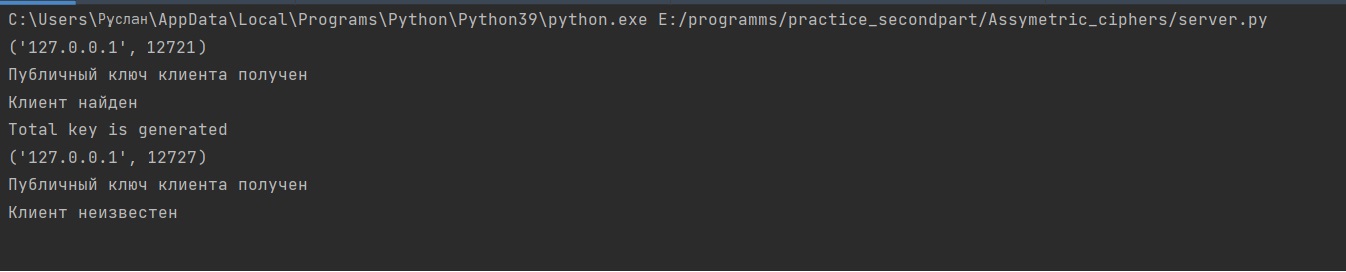 C:\Users\Руслан\AppData\Local\Programs\Python\Python39\python.exe E:/programms/practice_secondpart/Assymetric_ciphers/server.py
('127.0.0.1', 12721)
Публичный ключ клиента получен
Клиент найден
Total key is generated
('127.0.0.1', 12727)
Публичный ключ клиента получен
Клиент неизвестен